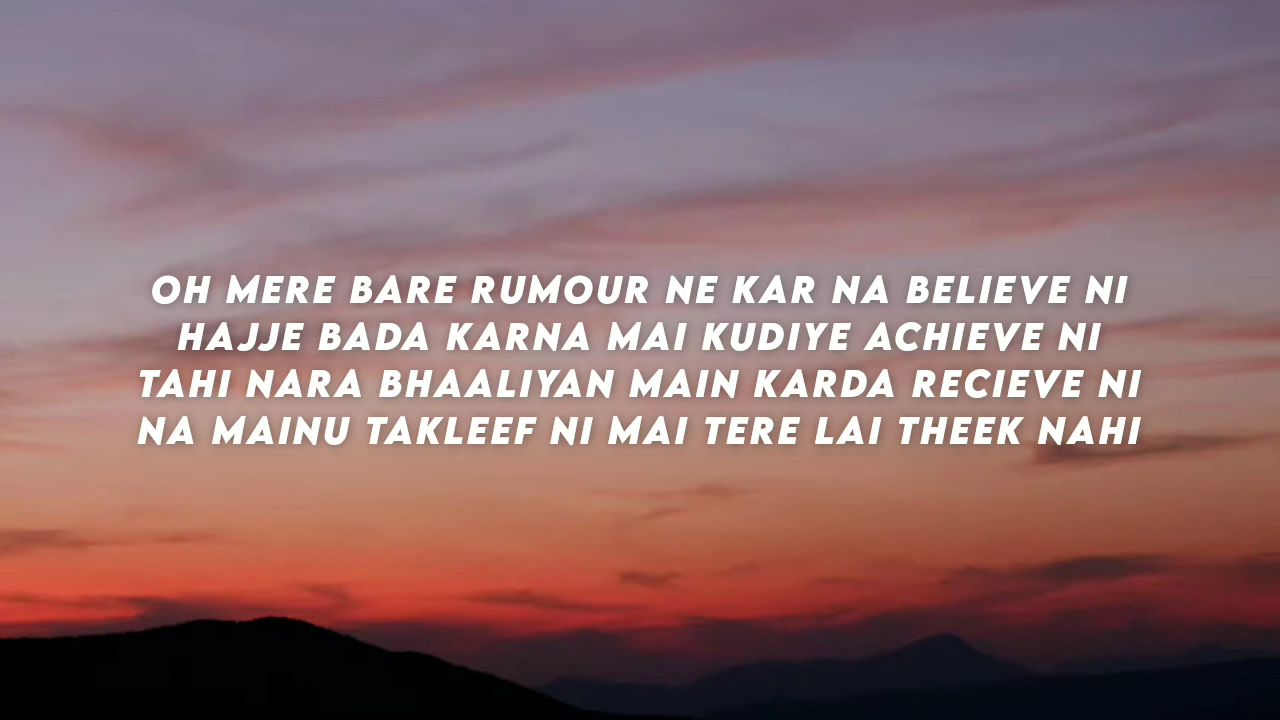 OH MERE BARE RUMOUR NE KAR NA BELIEVE NI
HAJJE BADA KARNA MAI KUDIYE ACHIEVE NI
TAHI NARA BHAALIYAN MAIN KARDA RECIEVE NI
NA MAINU TAKLEEF NI MAI TERE LAI THEEK NAHI